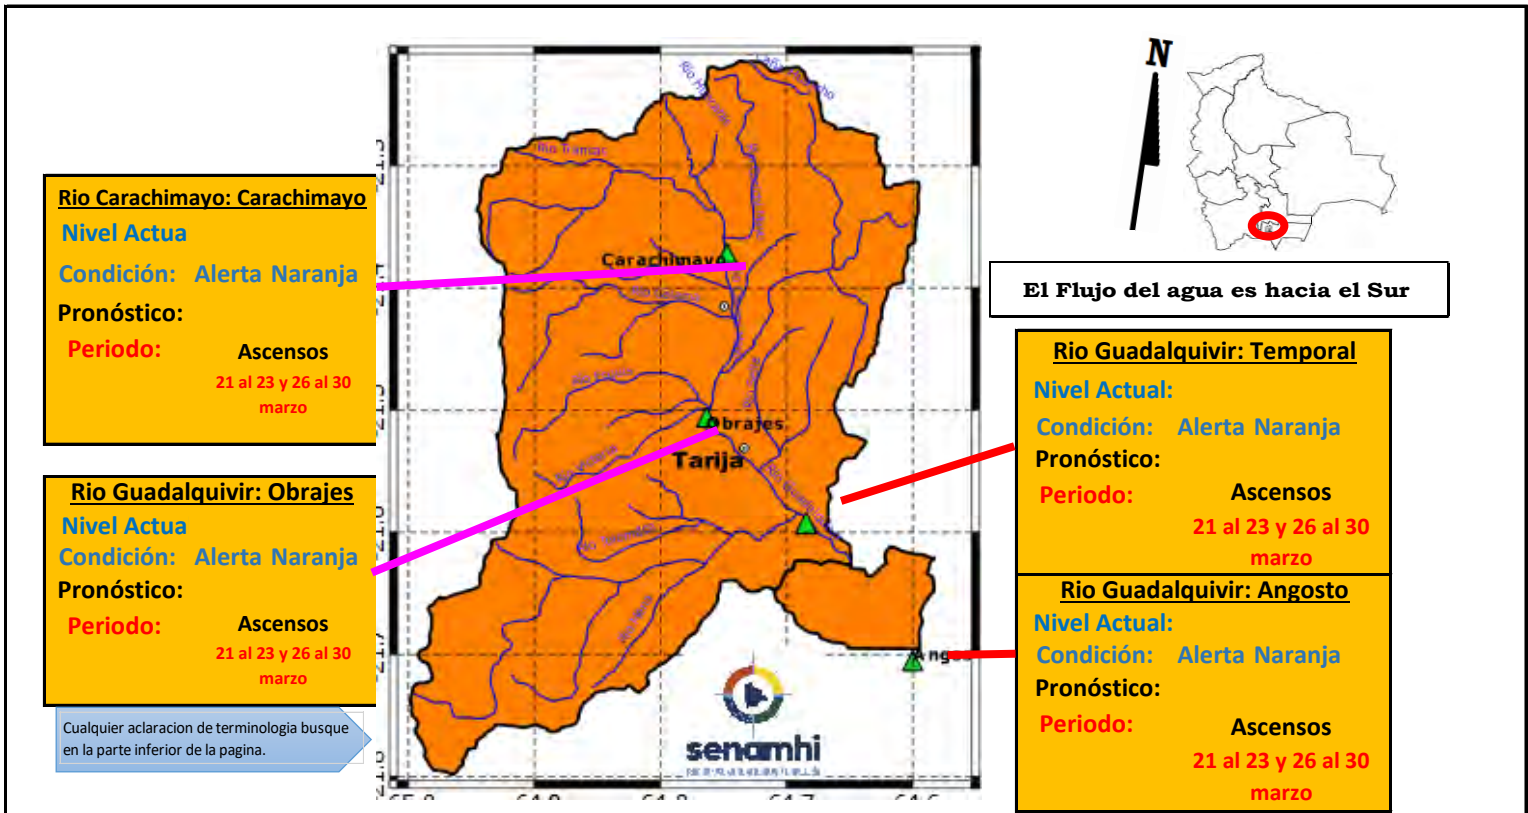 N
El Flujo del agua es hacia el Sur
Rio Carachimayo: Carachimayo
Nivel Actua
Condición: Alerta Naranja
Pronóstico:
Periodo: Ascensos
21 al 23 y 26 al 30
marzo
Rio Guadalquivir: Obrajes
Nivel Actua
Condición: Alerta Naranja
Pronóstico:
Periodo: Ascensos
21 al 23 y 26 al 30
marzo
Cualquier aclaracion de terminologia busque
en la parte inferior de la pagina.
Rio
Carachimayo
Obrajes
Tarija
Rio
senamhi
Rio Guadalquivir: Temporal
Nivel Actual:
Condición: Alerta Naranja
Pronóstico:
Periodo: Ascensos
21 al 23 y 26 al 30
marzo
Rio Guadalquivir: Angosto
Nivel Actual:
Condición: Alerta Naranja
Pronóstico:
Periodo: Ascensos
21 al 23 y 26 al 30
marzo